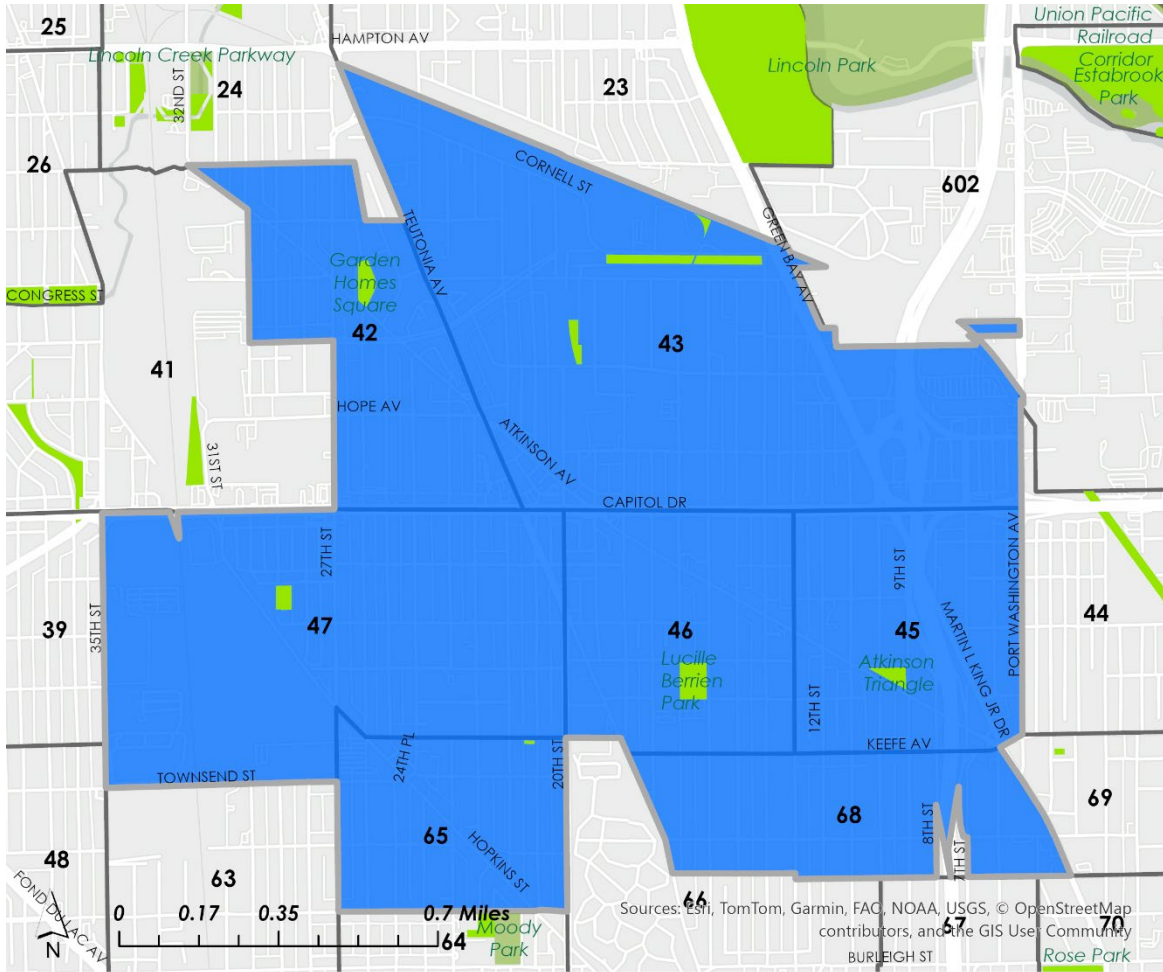 25
HAMPTON AV
Union Pacific
Railroad
Corridor
Estabrook
Park
Lincoln Creek Parkway
24
32ND ST
23
Lincoln Park
26
CORNELL ST
602
TEUTONIA AV
GREEN BAY AV
Garden
Homes
Square
CONGRESS ST
42
43
41
HOPE AV
ATKINSON AV
31ST ST
CAPITOL DR
27TH ST
9TH ST
PORT WASHINGTON AV
39
35TH ST
47
46
45
44
MARTIN L KING JR DR
Lucille
Berrien
Park
Atkinson
Triangle
12TH ST
KEEFE AV
24TH PL
20TH ST
TOWNSEND ST
69
65
68
8TH ST
7TH ST
HOPKINS ST
48
63
FOND DU LAC AV
66
0 0.17 0.35 0.7 Miles
N
64
Moody
Park
67
70
Sources: Esri, TomTom, Garmin, FAO, NOAA, USGS, © OpenStreetMap
contributors, and the GIS User Community
BURLEIGH ST
Rose Park